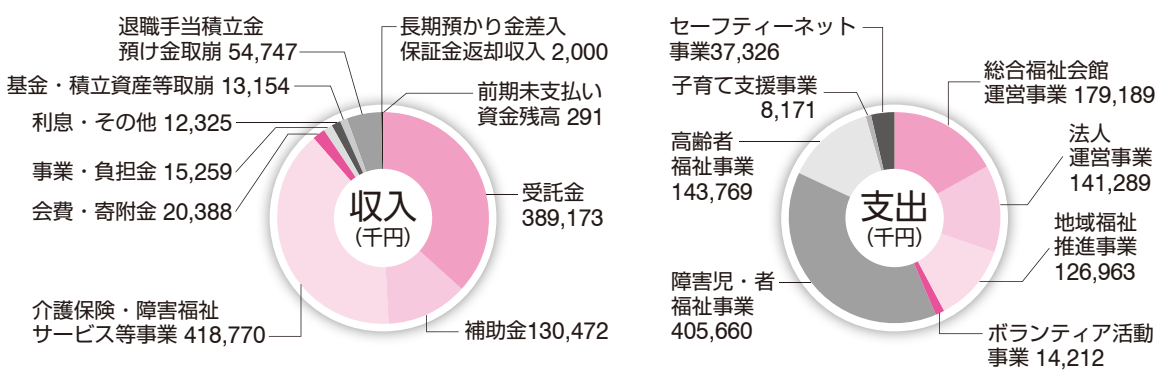 退職手当積立金
預け金取崩 54,747
基金・積立資産等取崩 13,154
利息・その他 12,325
事業・負担金 15,259
会費・寄附金 20,388
介護保険・障害福祉
サービス等事業 418,770
長期預かり金差入
保証金返却収入 2,000
前期未支払い
資金残高 291
受託金
389,173
補助金130,472
収入
(千円)
セーフティーネット
事業37,326
子育て支援事業
8,171
高齢者
福祉事業
143,769
障害児・者
福祉事業
405,660
総合福祉会館
運営事業 179,189
法人
運営事業
141,289
地域福祉
推進事業
126,963
ボランティア活動
事業 14,212
支出
(千円)